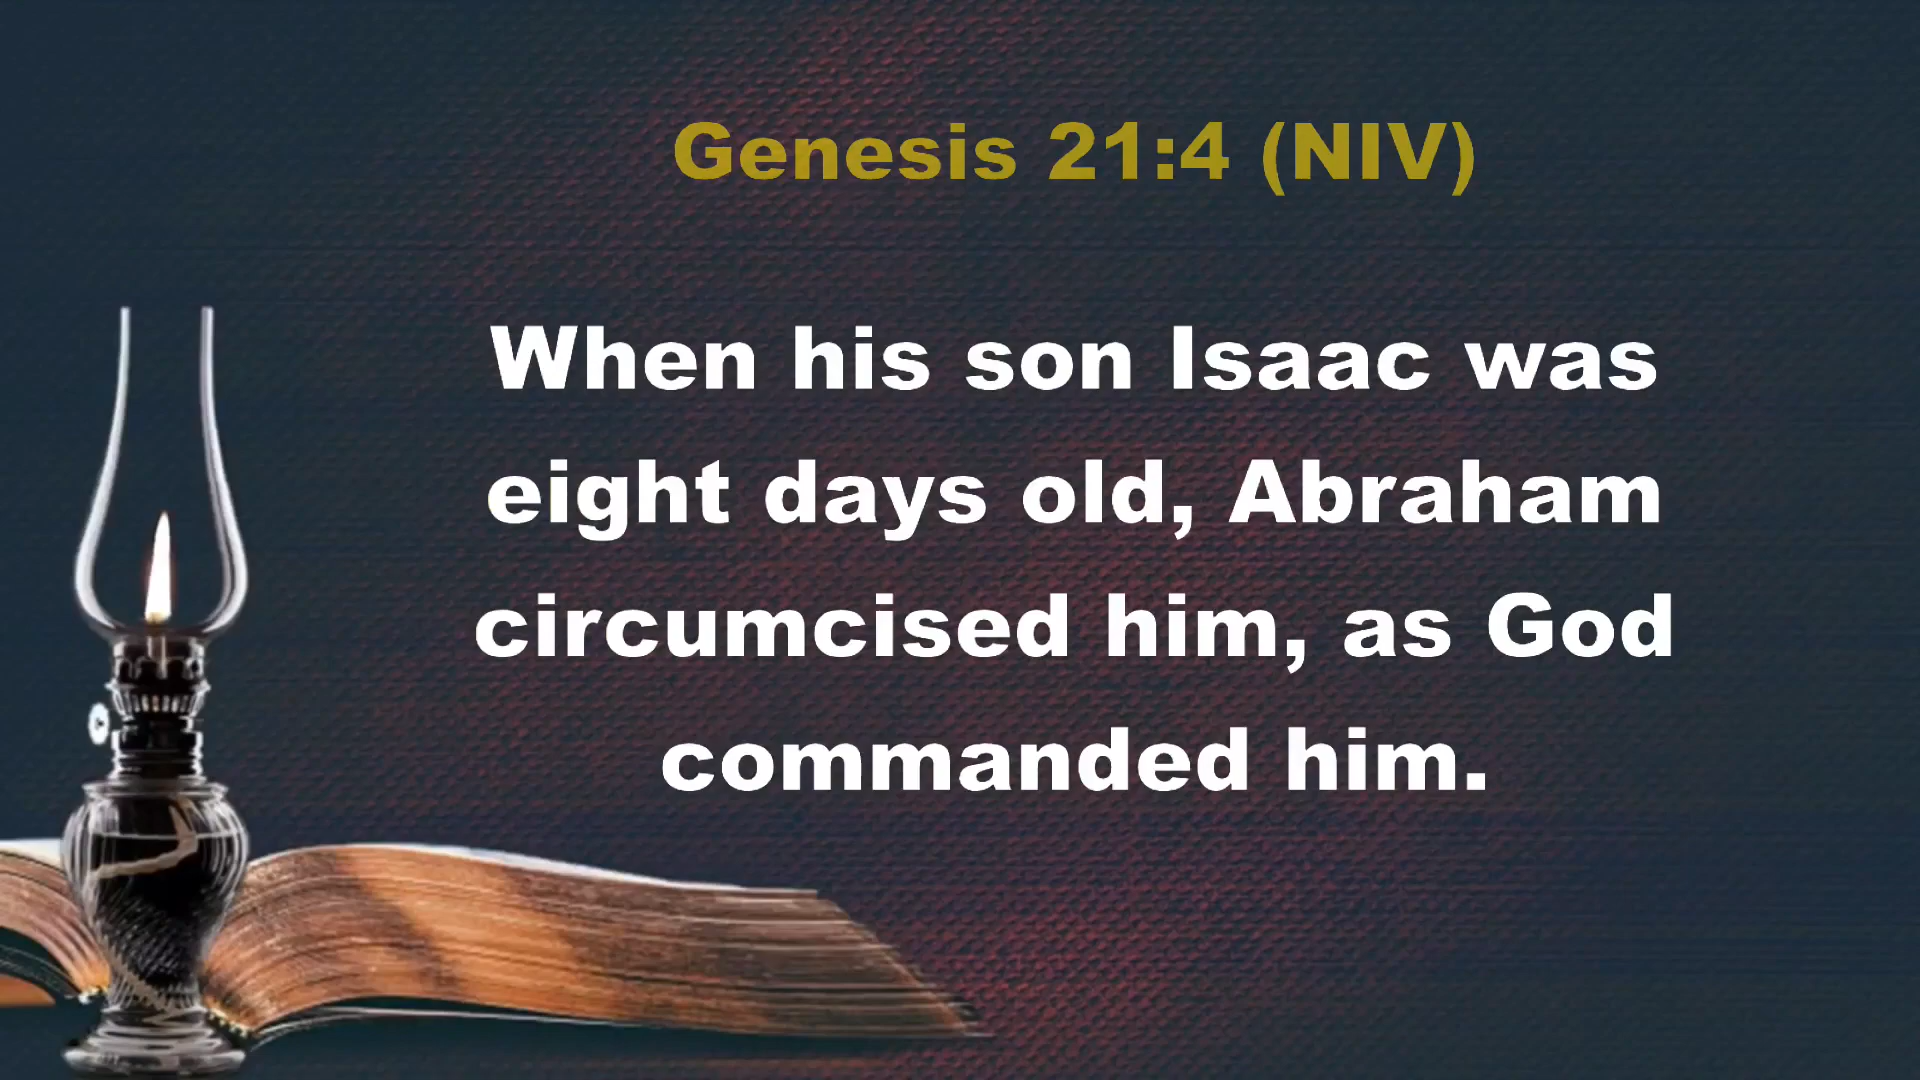 Genesis 21:4 (NIV)
When his son Isaac was
eight days old, Abraham
circumcised him, as God
commanded him.